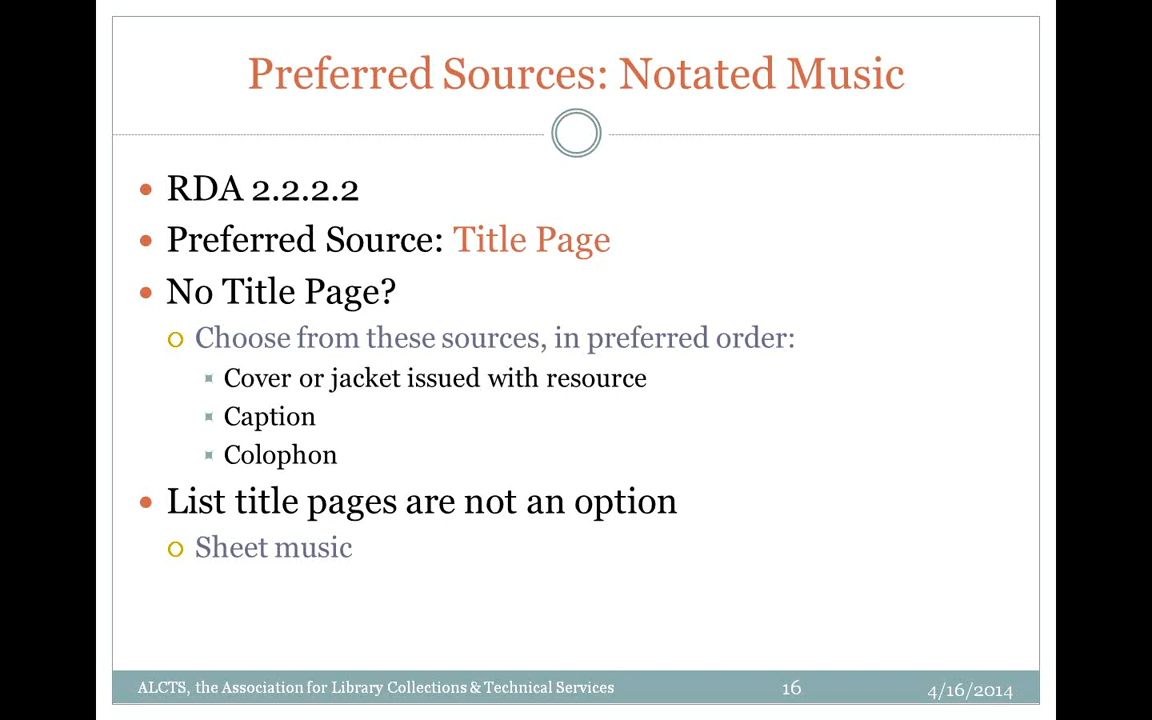 Preferred Sources: Notated Music
RDA 2.2.2.2
Preferred Source: Title Page
No Title Page?
Choose from these sources, in preferred order:
Cover or jacket issued with resource
Caption
Colophon
List title pages are not an option
Sheet music
ALCTS, the Association for Library Collections & Technical Services
16
4/16/2014